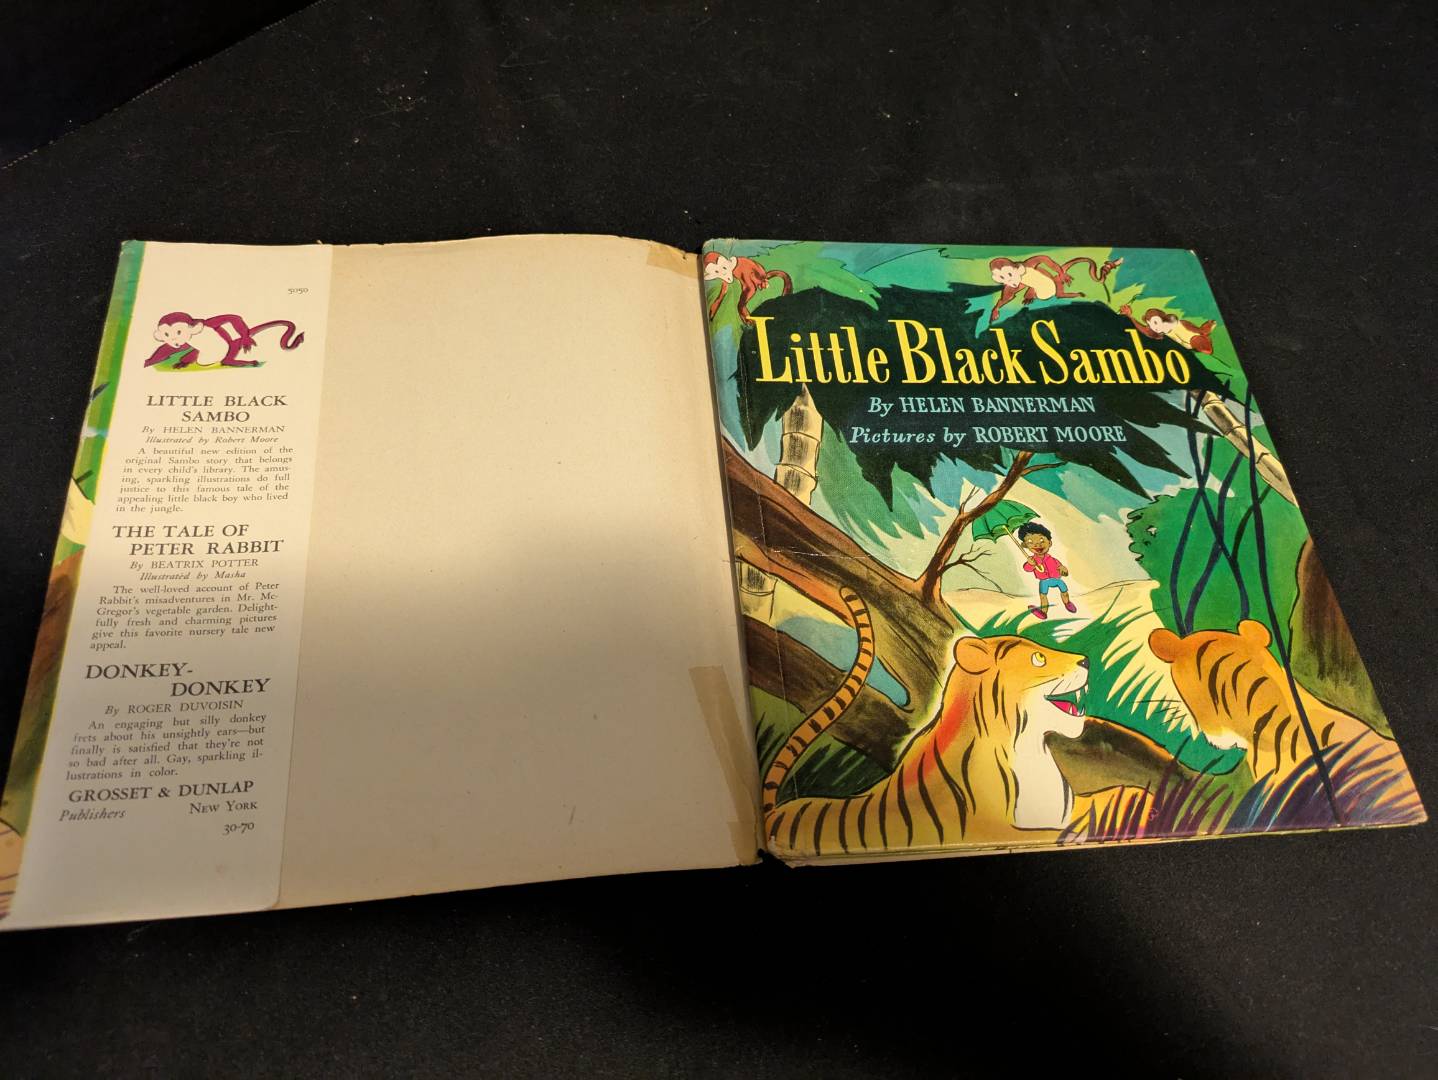 5050
LITTLE BLACK
SAMBO
By HELEN BANNERMAN
Illustrated by Robert Moore
A beautiful new edition of the
original Sambo story that belongs
in every child's library. The amus-
ing, sparkling illustrations do full
justice to this famous tale of the
appealing little black boy who lived
in the jungle.
THE TALE OF
PETER RABBIT
By BEATRIX POTTER
Illustrated by Masha
The well-loved account of Peter
Rabbit's misadventures in Mr. Mc-
Gregor's vegetable garden. Delight-
fully fresh and charming pictures
give this favorite nursery tale new
appeal.
DONKEY-
DONKEY
By ROGER DUVOISIN
An engaging but silly donkey
frets about his unsightly ears—but
finally is satisfied that they're not
so bad after all. Gay, sparkling il-
lustrations in color.
GROSSET & DUNLAP
Publishers New York
30-70
Little Black Sambo
By HELEN BANNERMAN
Pictures by ROBERT MOORE